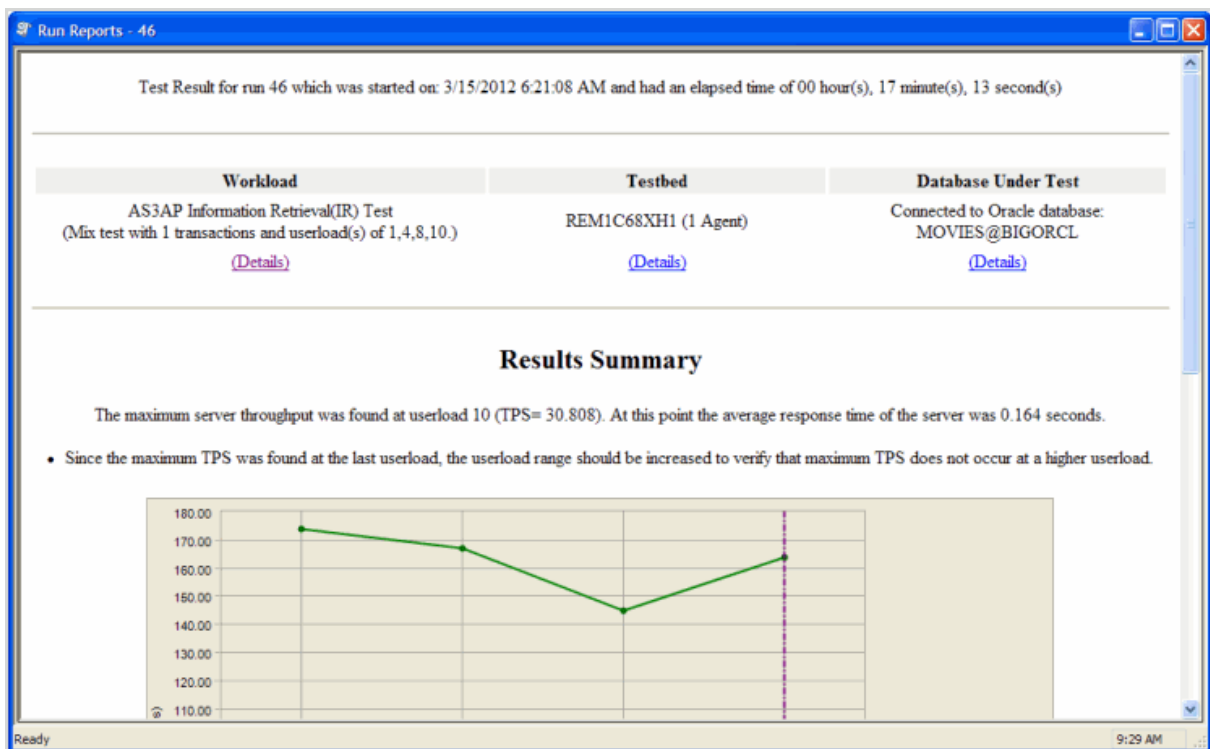 Run Reports - 46
Test Result for run 46 which was started on: 3/15/2012 6:21:08 AM and had an elapsed time of 00 hour(s), 17 minute(s), 13 second(s)
Workload
Testbed
Database Under Test
AS3AP Information Retrieval(IR) Test
(Mix test with 1 transactions and userload(s) of 1,4,8,10.)
REM1C68XH1 (1 Agent)
Connected to Oracle database:
MOVIES@BIGORCL
(Details)
(Details)
(Details)
Results Summary
The maximum server throughput was found at userload 10 (TPS= 30.808). At this point the average response time of the server was 0.164 seconds.
• Since the maximum TPS was found at the last userload, the userload range should be increased to verify that maximum TPS does not occur at a higher userload.
180.00
170.00
160.00
150.00
140.00
130.00
120.00
110.00
Ready
9:29 AM